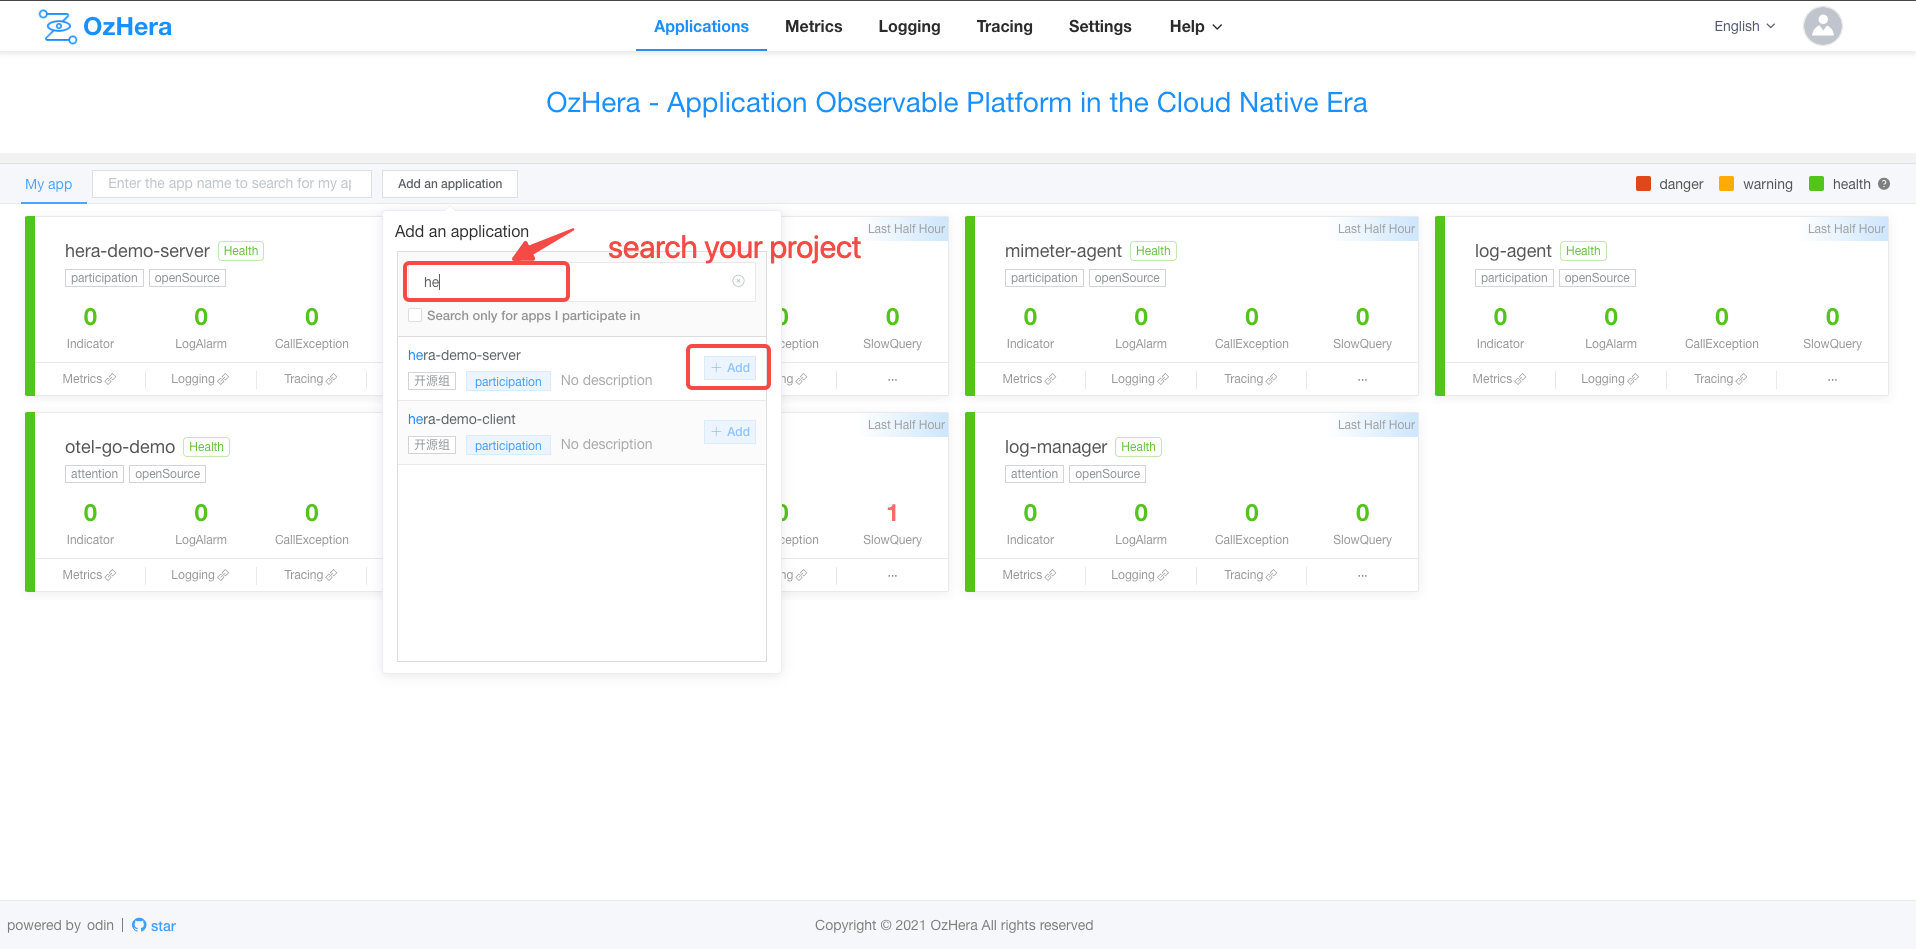 OzHera
Applications Metrics Logging Tracing Settings Help
English
OzHera - Application Observable Platform in the Cloud Native Era
My app Enter the app name to search for my ap Add an application
danger warning health ?
Add an application
search your project
he
Search only for apps I participate in
hera-demo-server
开源组 participation No description
+ Add
hera-demo-client
开源组 participation No description
+ Add
hera-demo-server Health
participation openSource
0 0 0
Indicator LogAlarm CallException
Metrics Logging Tracing
Last Half Hour
0
SlowQuery
...
Last Half Hour
mimeter-agent Health
participation openSource
0 0 0 0
Indicator LogAlarm CallException SlowQuery
Metrics Logging Tracing ...
Last Half Hour
log-agent Health
participation openSource
0 0 0 0
Indicator LogAlarm CallException SlowQuery
Metrics Logging Tracing ...
otel-go-demo Health
attention openSource
0 0 0
Indicator LogAlarm CallException
Metrics Logging Tracing
Last Half Hour
1
SlowQuery
...
Last Half Hour
log-manager Health
attention openSource
0 0 0 0
Indicator LogAlarm CallException SlowQuery
Metrics Logging Tracing ...
powered by odin | star
Copyright © 2021 OzHera All rights reserved